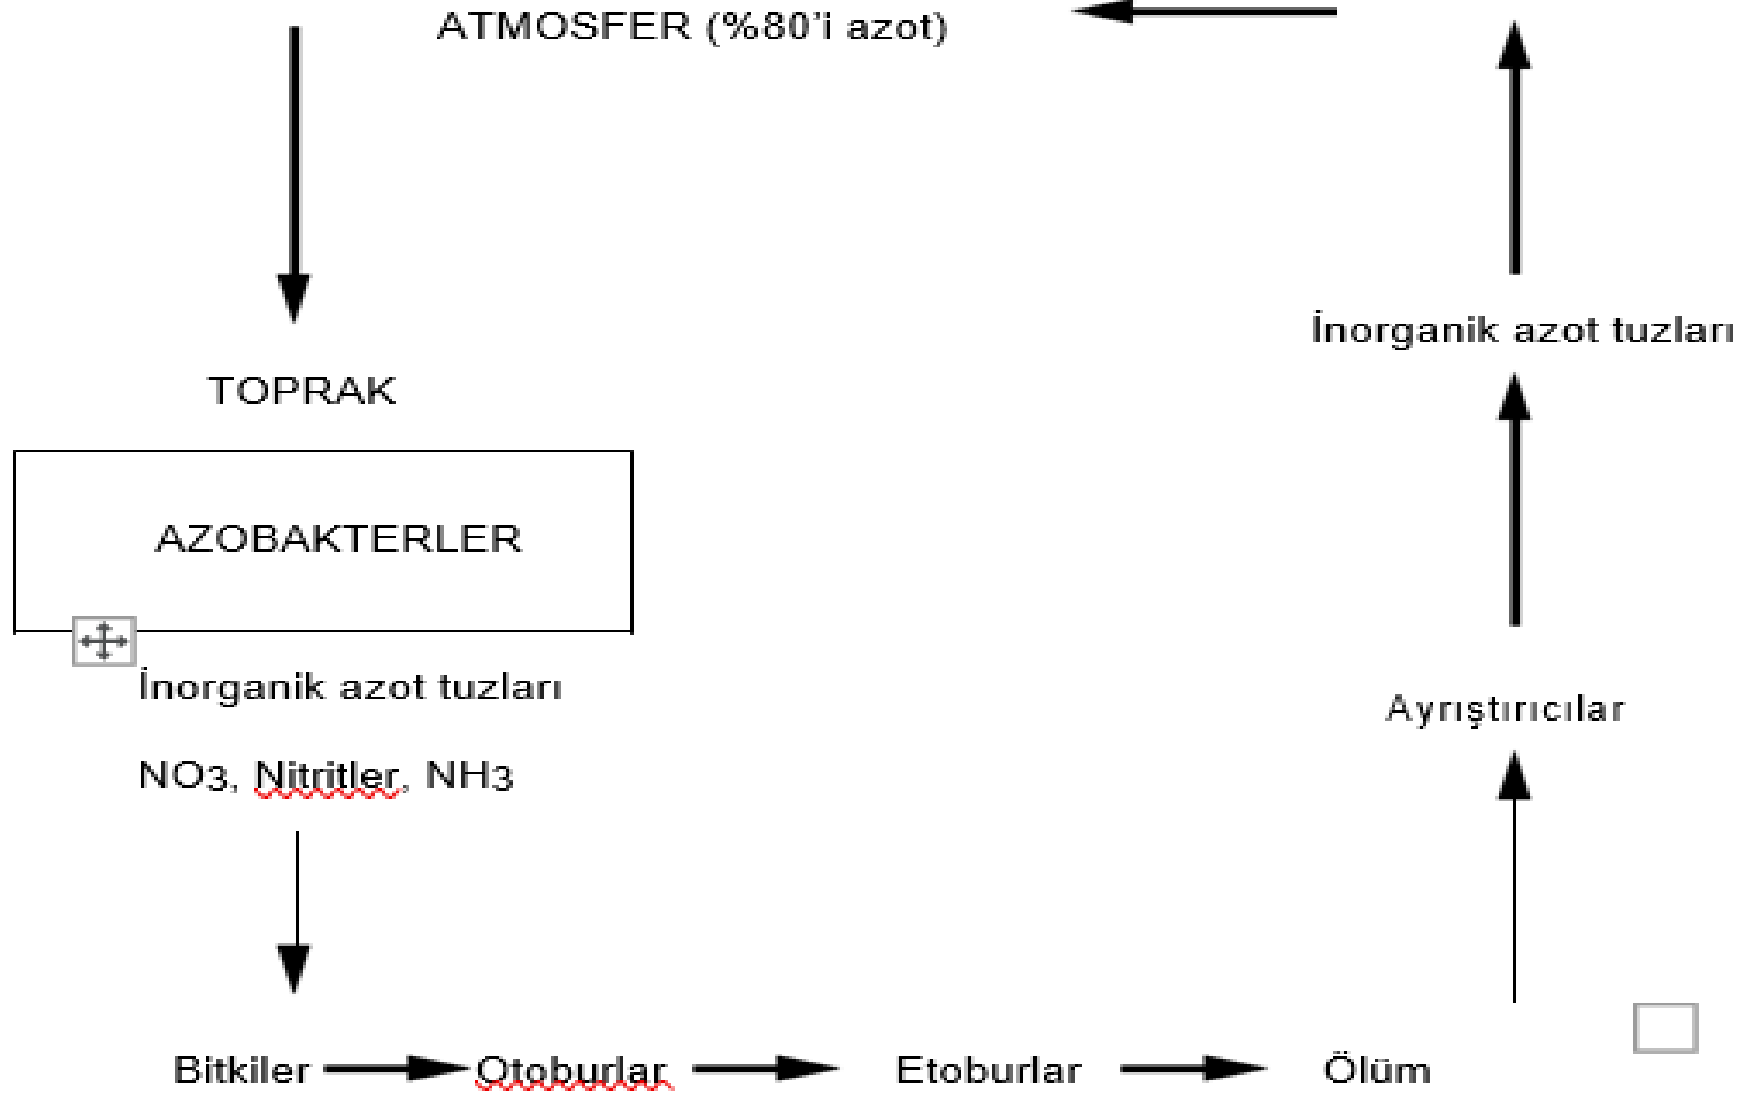 ATMOSFER (%80’i azot)
İnorganik azot tuzları
TOPRAK
AZOBAKTERLER
İnorganik azot tuzları
Ayrıştırıcılar
NO3, Nitritler, NH3
Bitkiler Otoburlar Etoburlar Ölüm